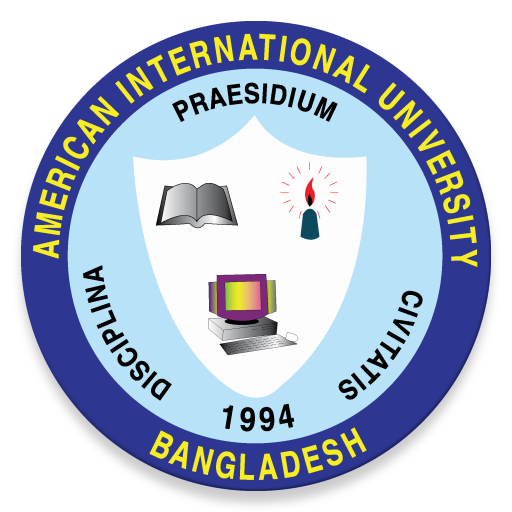 AMERICAN INTERNATIONAL UNIVERSITY
PRAESIDIUM
DISCIPLINA
CIVITATIS
1994
BANGLADESH